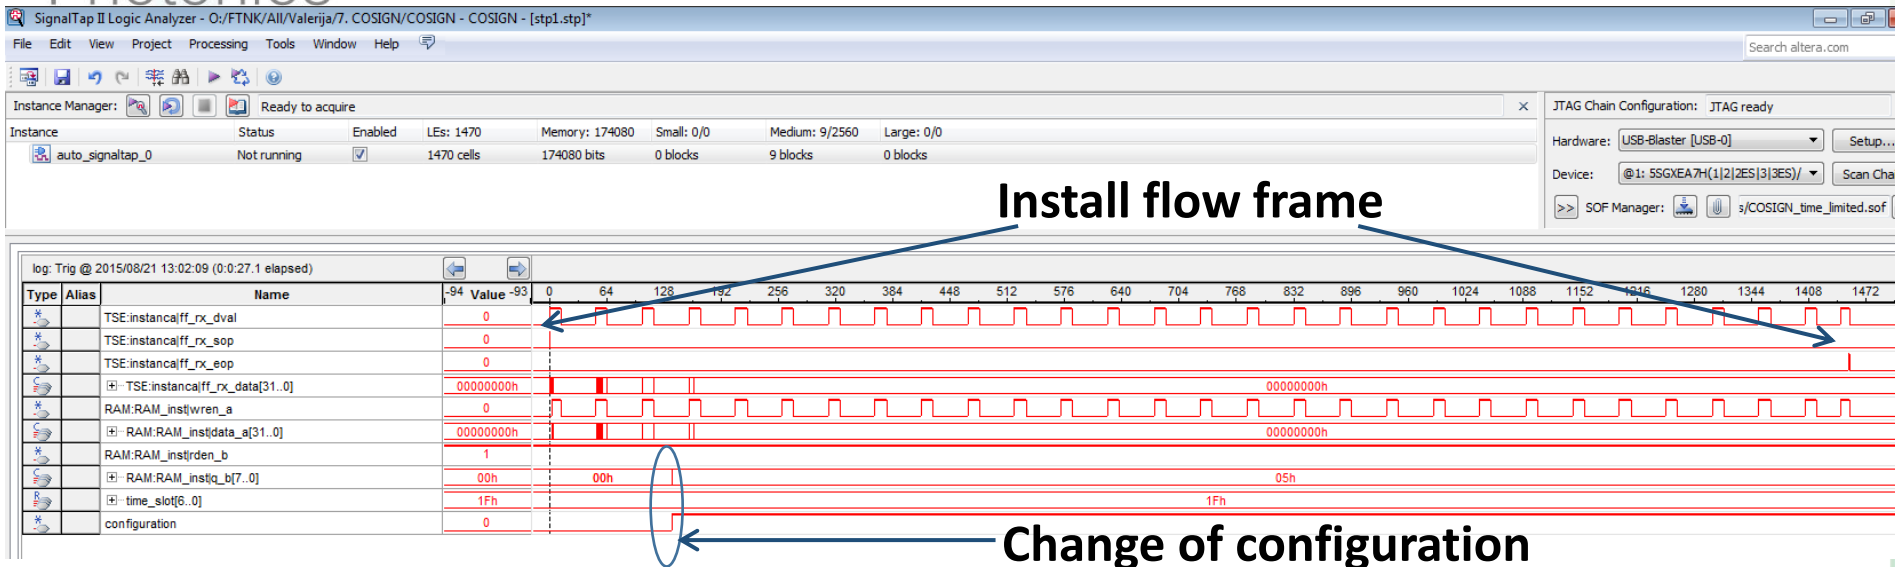 Photonics
SignalTap II Logic Analyzer - O:/FTNK/All/Valerija/7. COSIGN/COSIGN - COSIGN - [stp1.stp]*
File Edit View Project Processing Tools Window Help
Search altera.com
Instance Manager: Ready to acquire
JTAG Chain Configuration: JTAG ready
Instance Status Enabled LEs: 1470 Memory: 174080 Small: 0/0 Medium: 9/2560 Large: 0/0
auto_signaltap_0 Not running 1470 cells 174080 bits 0 blocks 9 blocks 0 blocks
Hardware: USB-Blaster [USB-0] Setup...
Device: @1: 5SGXEA7H(1|2|2ES|3|3ES)/ Scan Cha
>> SOF Manager: s/COSIGN_time_limited.sof
Install flow frame
log: Trig @ 2015/08/21 13:02:09 (0:0:27.1 elapsed)
Type Alias Name -94 Value -93 0 64 128 192 256 320 384 448 512 576 640 704 768 832 896 960 1024 1088 1152 1216 1280 1344 1408 1472
TSE:instanca|ff_rx_dval 0
TSE:instanca|ff_rx_sop 0
TSE:instanca|ff_rx_eop 0
TSE:instanca|ff_rx_data[31..0] 00000000h 00000000h
RAM:RAM_inst|wren_a 0
RAM:RAM_inst|data_a[31..0] 00000000h 00000000h
RAM:RAM_inst|rden_b 1
RAM:RAM_inst|q_b[7..0] 00h 00h 05h
time_slot[6..0] 1Fh 1Fh
configuration 0
Change of configuration